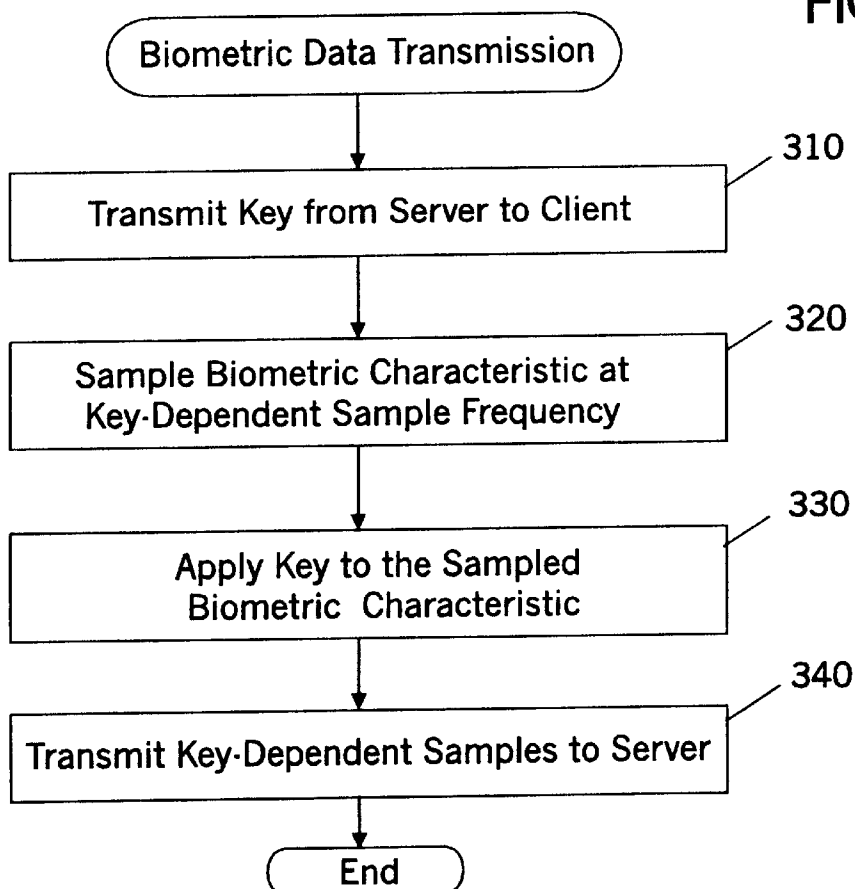 Biometric Data Transmission
310
Transmit Key from Server to Client
320
Sample Biometric Characteristic at
Key-Dependent Sample Frequency
330
Apply Key to the Sampled
Biometric Characteristic
340
Transmit Key-Dependent Samples to Server
End